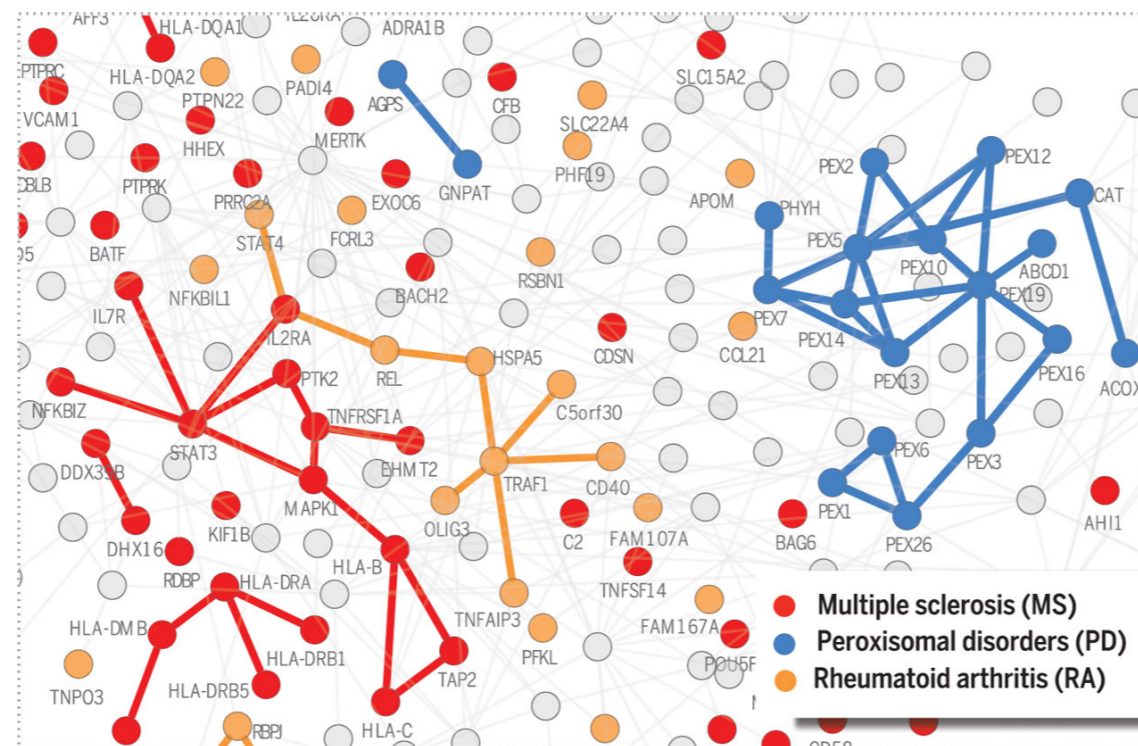 AFF3
HLA-DQA1
ADRA1B
PTPRC
HLA-DQA2
PTPN22
PADI4
AGPS
CFB
SLC15A2
VCAM1
HHEX
MERTK
SLC22A4
PEX2
PEX12
CBLB
PTPRK
PRRC2A
EXOC6
GNPAT
PHF19
APOM
PHYH
CAT
BATF
STAT4
FCRL3
PEX5
PEX10
ABCD1
NFKBIL1
BACH2
RSBN1
PEX7
PEX19
IL7R
IL2RA
HSPA5
CDSN
CCL21
PEX14
PEX13
PEX16
REL
NFKBIZ
PTK2
C5orf30
ACOX
STAT3
TNFRSF1A
EHMT2
PEX6
PEX3
DDX39B
MAPK1
TRAF1
CD40
PEX1
AHI1
KIF1B
OLIG3
C2
FAM107A
BAG6
PEX26
DHX16
RDBP
HLA-DRA
HLA-B
TNFSF14
HLA-DMB
TNFAIP3
FAM167A
HLA-DRB1
PFKL
TNPO3
HLA-DRB5
TAP2
HLA-C
RBPJ
Multiple sclerosis (MS)
Peroxisomal disorders (PD)
Rheumatoid arthritis (RA)